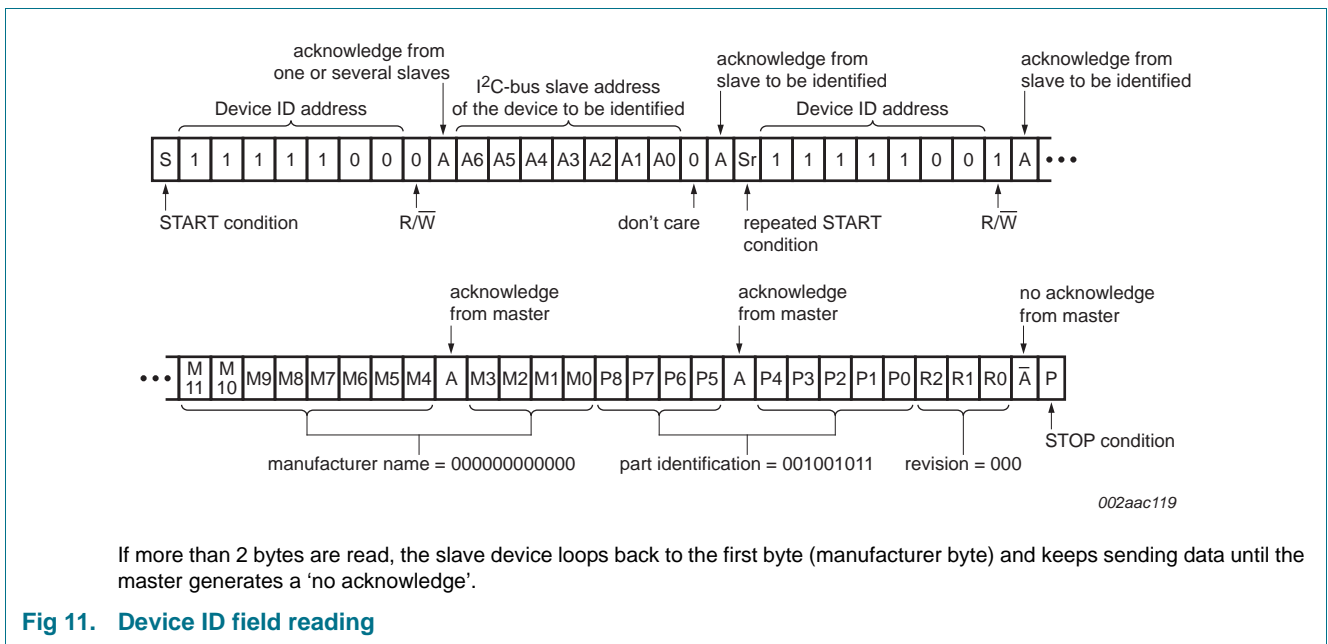 acknowledge from
one or several slaves
acknowledge from
slave to be identified
acknowledge from
slave to be identified
I²C-bus slave address
of the device to be identified
Device ID address
Device ID address
S 1 1 1 1 1 0 0 0 A A6 A5 A4 A3 A2 A1 A0 0 A Sr 1 1 1 1 1 0 0 1 A •••
START condition
R/W̅
don't care
repeated START
condition
R/W̅
acknowledge
from master
acknowledge
from master
no acknowledge
from master
••• M11 M10 M9 M8 M7 M6 M5 M4 A M3 M2 M1 M0 P8 P7 P6 P5 A P4 P3 P2 P1 P0 R2 R1 R0 A̅ P
STOP condition
manufacturer name = 000000000000
part identification = 001001011
revision = 000
002aac119
If more than 2 bytes are read, the slave device loops back to the first byte (manufacturer byte) and keeps sending data until the
master generates a ‘no acknowledge’.
Fig 11. Device ID field reading